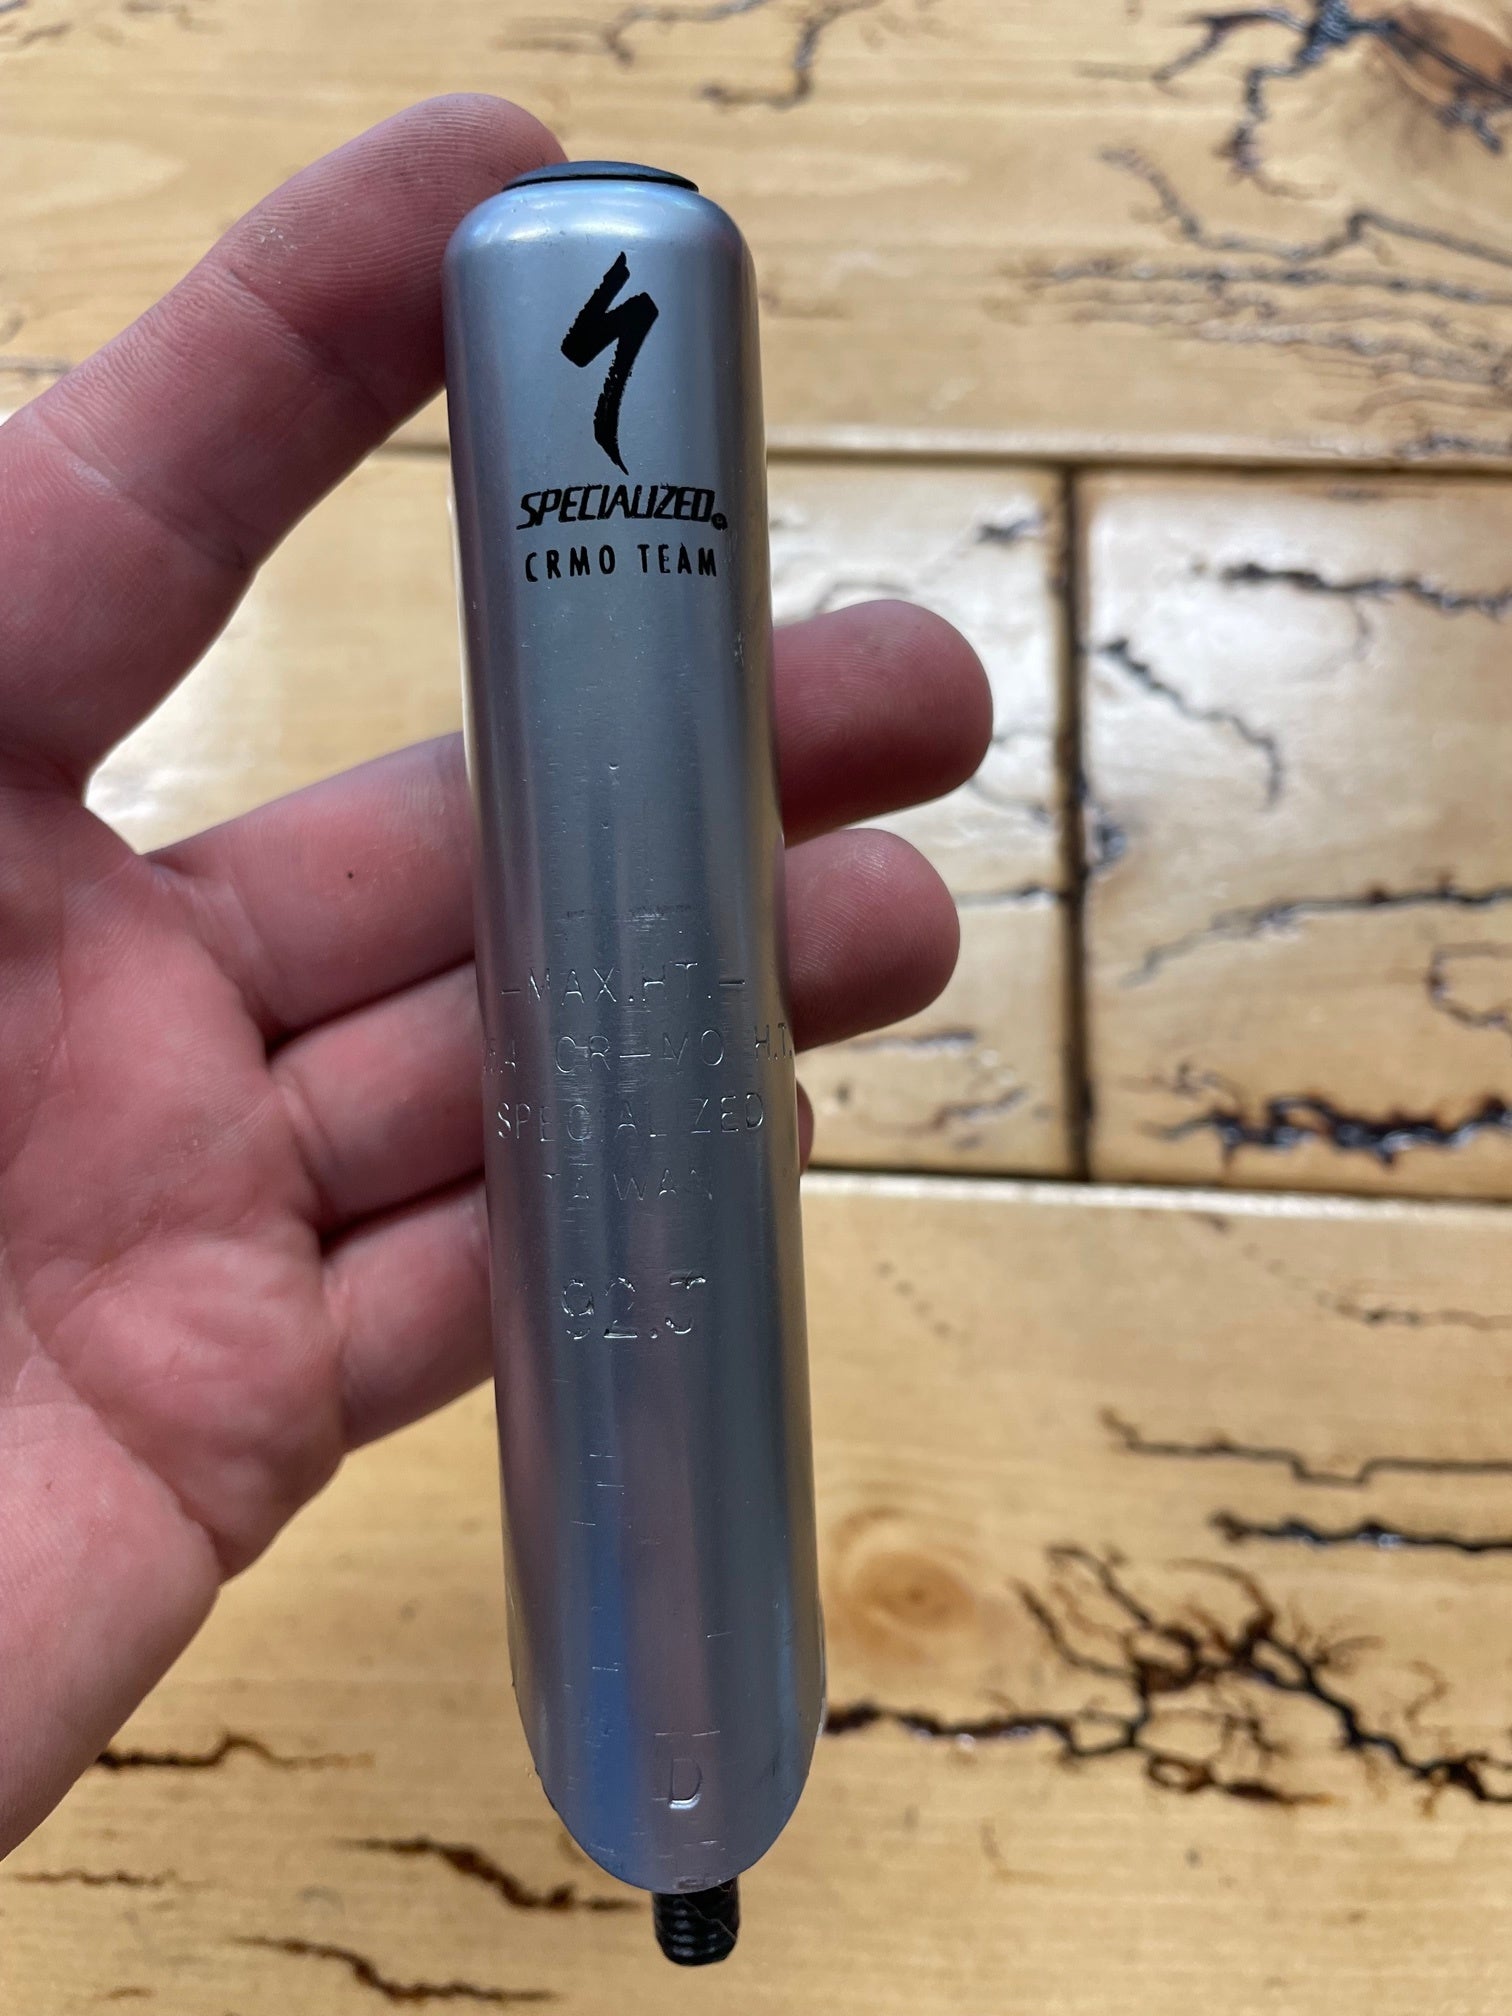 SPECIALIZED®
CRMO TEAM
-MAX.HT.-
CR-MO H.T.
SPECIALIZED
TAIWAN
D